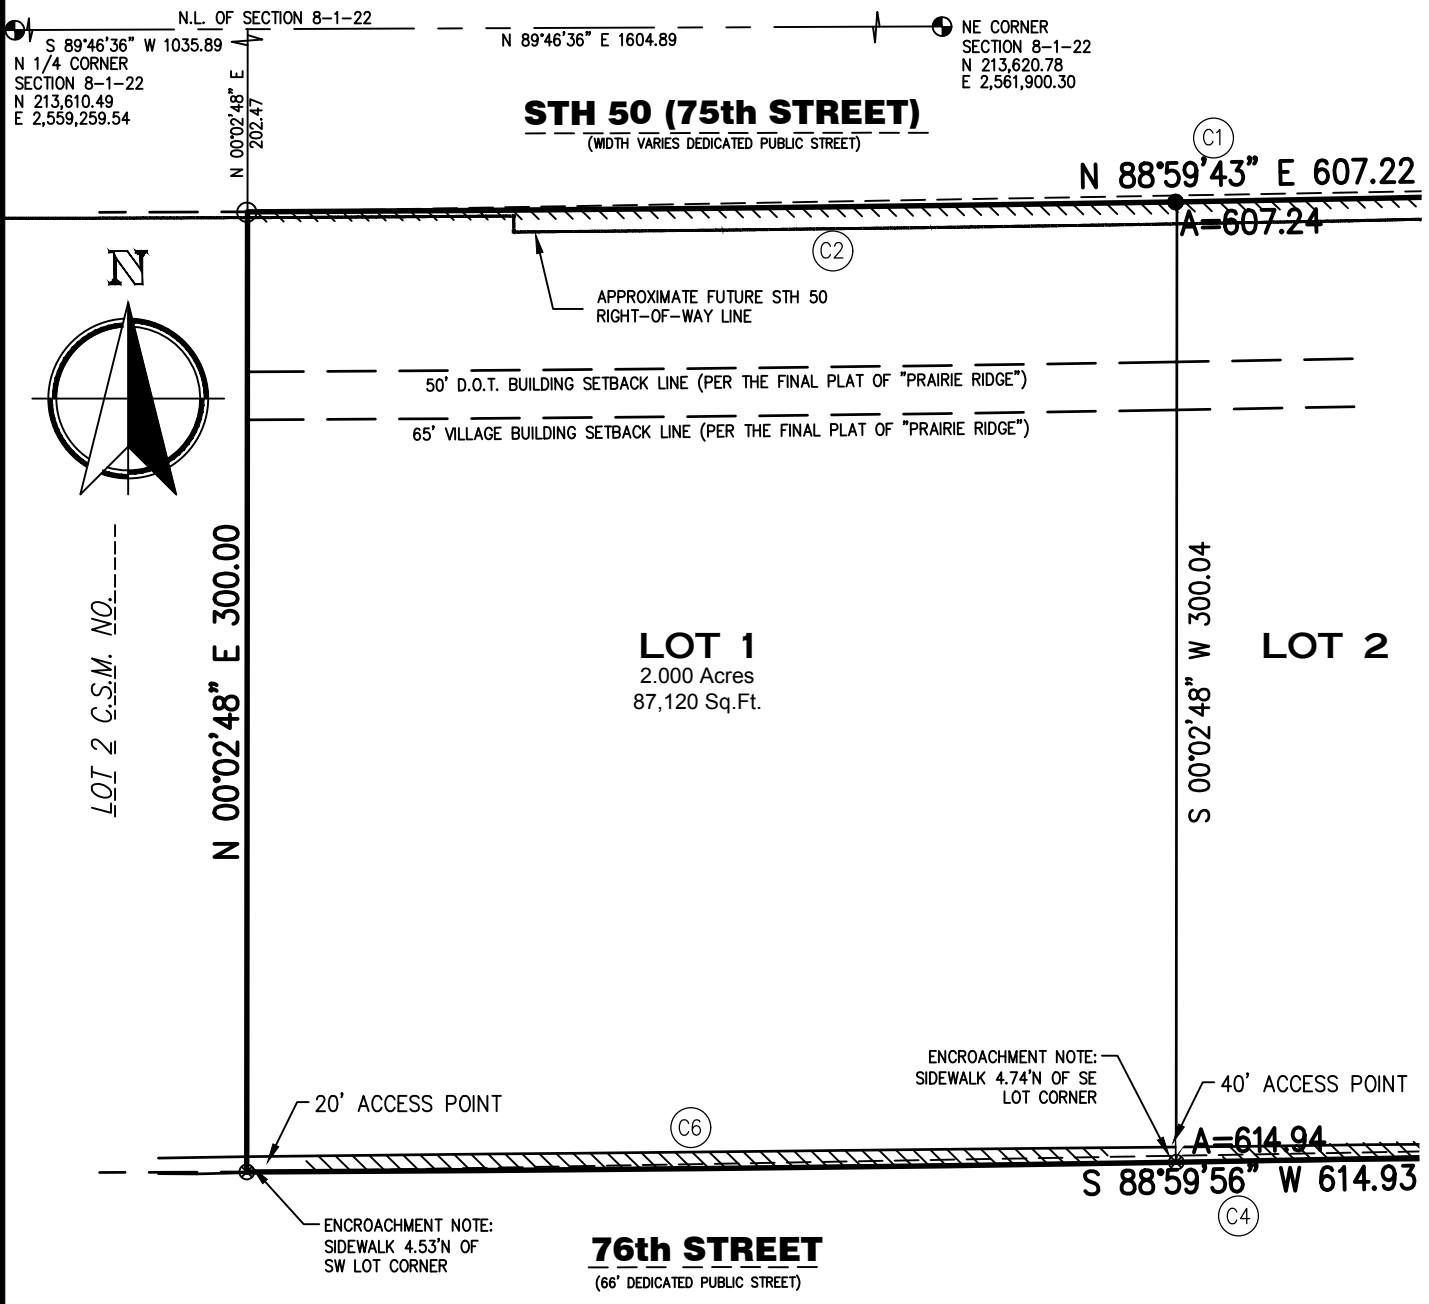 N.L. OF SECTION 8-1-22
S 89°46'36" W 1035.89
N 89°46'36" E 1604.89
N 1/4 CORNER
SECTION 8-1-22
N 213,610.49
E 2,559,259.54
NE CORNER
SECTION 8-1-22
N 213,620.78
E 2,561,900.30
N 00°02'48" E
202.47
STH 50 (75th STREET)
(WIDTH VARIES DEDICATED PUBLIC STREET)
C1
N 88°59'43" E 607.22
A=607.24
C2
N
APPROXIMATE FUTURE STH 50
RIGHT-OF-WAY LINE
50' D.O.T. BUILDING SETBACK LINE (PER THE FINAL PLAT OF "PRAIRIE RIDGE")
65' VILLAGE BUILDING SETBACK LINE (PER THE FINAL PLAT OF "PRAIRIE RIDGE")
LOT 2 C.S.M. NO.______
N 00°02'48" E 300.00
LOT 1
2.000 Acres
87,120 Sq.Ft.
S 00°02'48" W 300.04
LOT 2
ENCROACHMENT NOTE:
SIDEWALK 4.74'N OF SE
LOT CORNER
40' ACCESS POINT
20' ACCESS POINT
C6
A=614.94
S 88°59'56" W 614.93
C4
ENCROACHMENT NOTE:
SIDEWALK 4.53'N OF
SW LOT CORNER
76th STREET
(66' DEDICATED PUBLIC STREET)